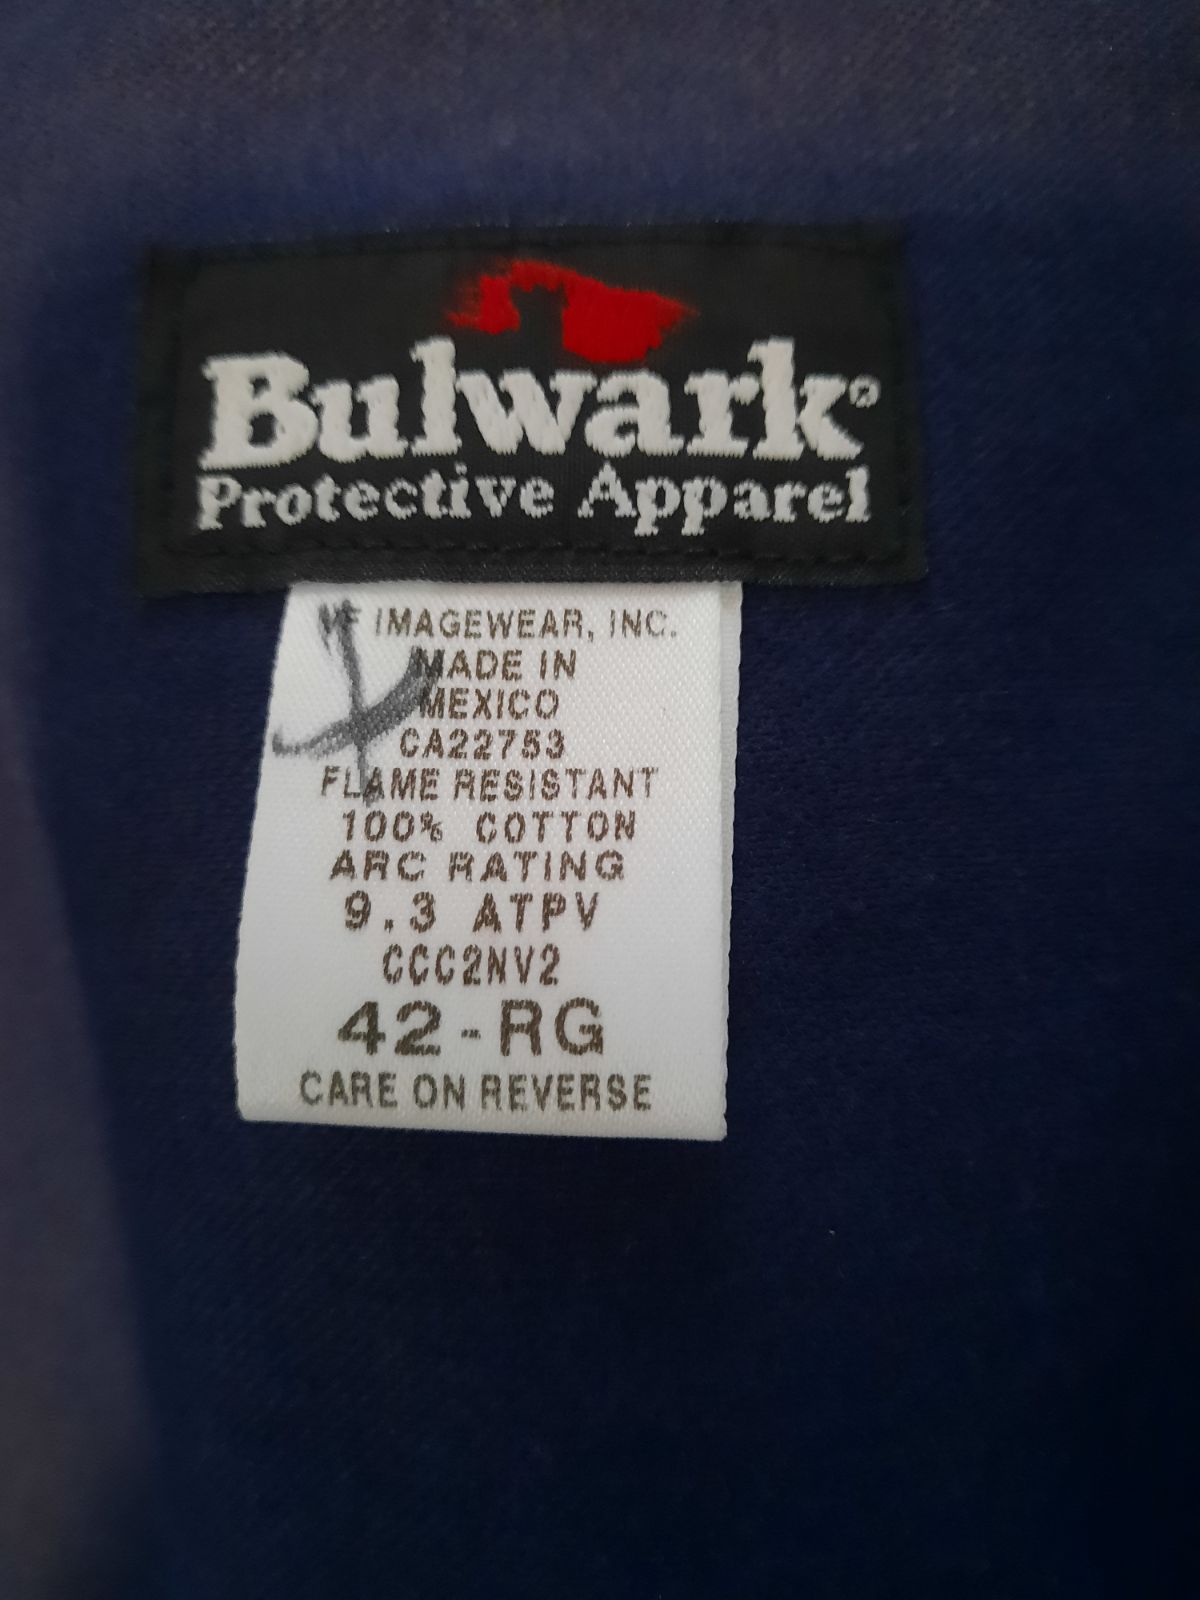 Bulwark®
Protective Apparel
VF IMAGEWEAR, INC.
MADE IN
MEXICO
CA22753
FLAME RESISTANT
100% COTTON
ARC RATING
9.3 ATPV
CCC2NV2
42-RG
CARE ON REVERSE